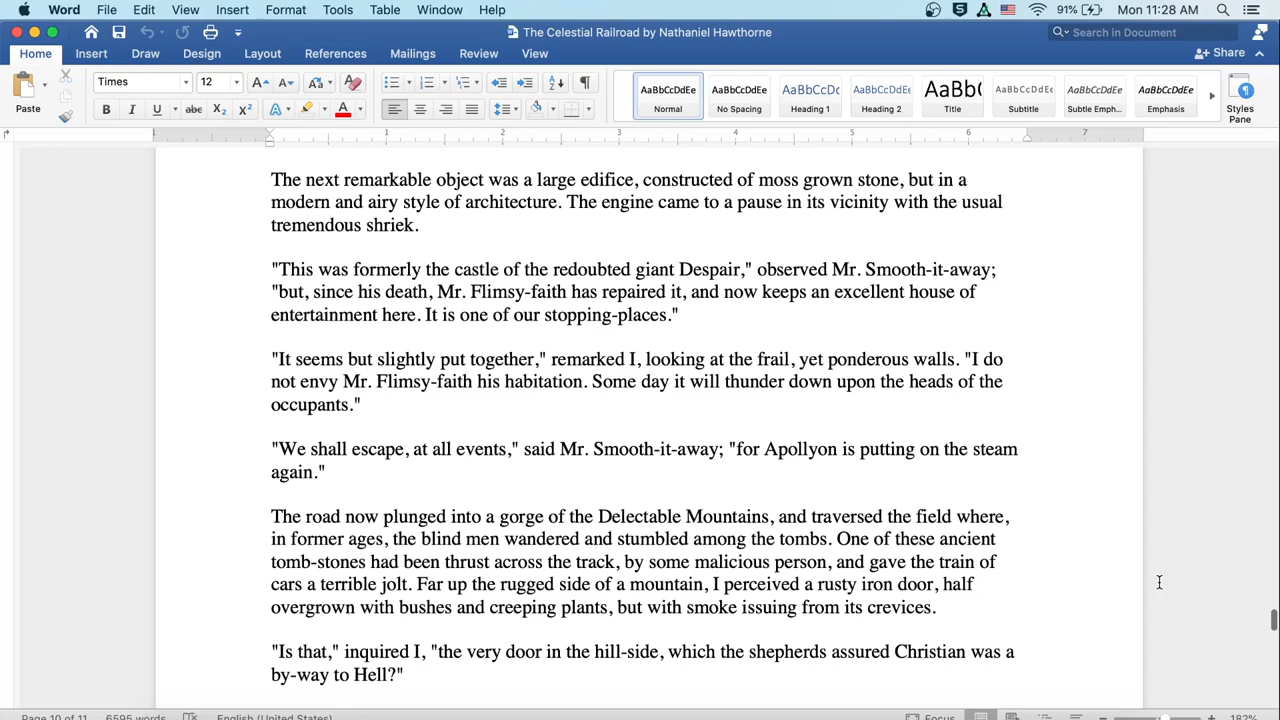 Word File Edit View Insert Format Tools Table Window Help 91% Mon 11:28 AM
The Celestial Railroad by Nathaniel Hawthorne Search in Document
Home Insert Draw Design Layout References Mailings Review View Share
Paste Times 12 AaBbCcDdEe AaBbCcDdEe AaBbCcDc AaBbCcDdEe AaBbC AaBbCcDdEe AaBbCcDdEe AaBbCcDdEe
Normal No Spacing Heading 1 Heading 2 Title Subtitle Subtle Emph... Emphasis Styles Pane
1 1 2 3 4 5 6 7
The next remarkable object was a large edifice, constructed of moss grown stone, but in a
modern and airy style of architecture. The engine came to a pause in its vicinity with the usual
tremendous shriek.
"This was formerly the castle of the redoubted giant Despair," observed Mr. Smooth-it-away;
"but, since his death, Mr. Flimsy-faith has repaired it, and now keeps an excellent house of
entertainment here. It is one of our stopping-places."
"It seems but slightly put together," remarked I, looking at the frail, yet ponderous walls. "I do
not envy Mr. Flimsy-faith his habitation. Some day it will thunder down upon the heads of the
occupants."
"We shall escape, at all events," said Mr. Smooth-it-away; "for Apollyon is putting on the steam
again."
The road now plunged into a gorge of the Delectable Mountains, and traversed the field where,
in former ages, the blind men wandered and stumbled among the tombs. One of these ancient
tomb-stones had been thrust across the track, by some malicious person, and gave the train of
cars a terrible jolt. Far up the rugged side of a mountain, I perceived a rusty iron door, half
overgrown with bushes and creeping plants, but with smoke issuing from its crevices.
"Is that," inquired I, "the very door in the hill-side, which the shepherds assured Christian was a
by-way to Hell?"
Page 10 of 11 6595 words English (United States) Focus 182%